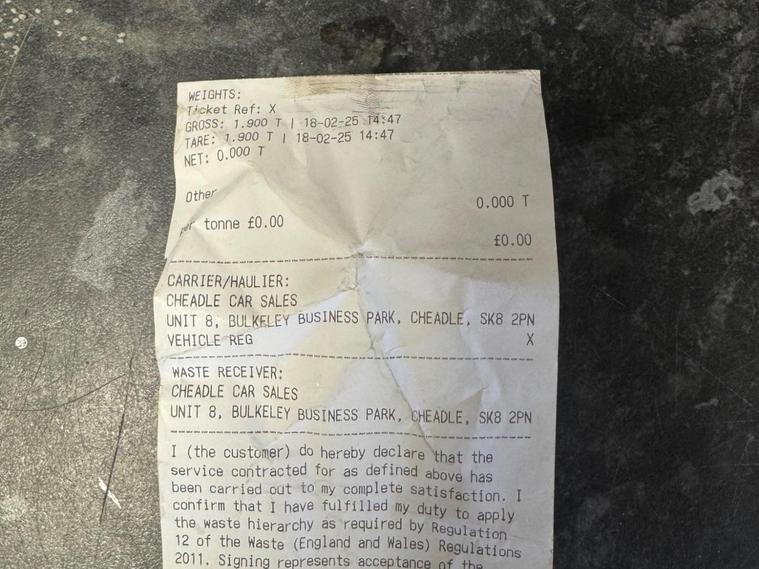 WEIGHTS:
Ticket Ref: X
GROSS: 1.900 T | 18-02-25 14:47
TARE: 1.900 T | 18-02-25 14:47
NET: 0.000 T
Other
0.000 T
tonne £0.00
£0.00
CARRIER/HAULIER:
CHEADLE CAR SALES
UNIT 8, BULKELEY BUSINESS PARK, CHEADLE, SK8 2PN
VEHICLE REG X
WASTE RECEIVER:
CHEADLE CAR SALES
UNIT 8, BULKELEY BUSINESS PARK, CHEADLE, SK8 2PN
I (the customer) do hereby declare that the
service contracted for as defined above has
been carried out to my complete satisfaction. I
confirm that I have fulfilled my duty to apply
the waste hierarchy as required by Regulation
12 of the Waste (England and Wales) Regulations
2011. Signing represents acceptance of the